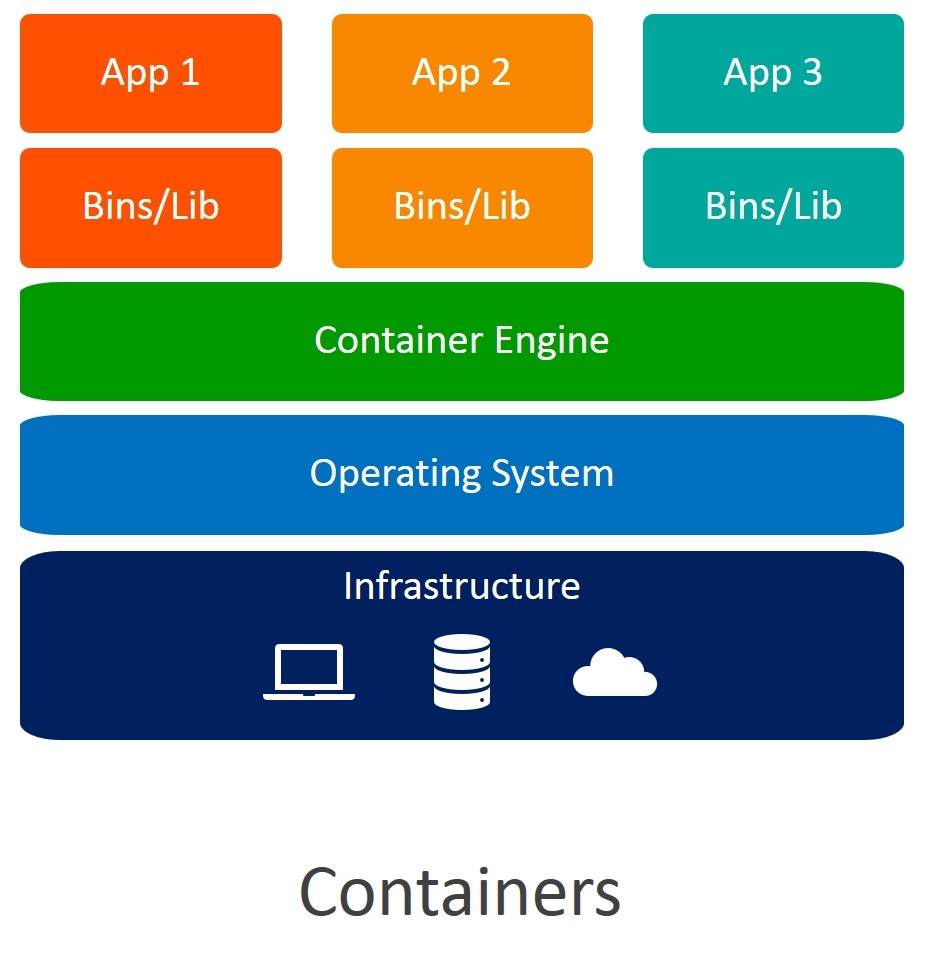 App 1
App 2
App 3
Bins/Lib
Bins/Lib
Bins/Lib
Container Engine
Operating System
Infrastructure
Containers